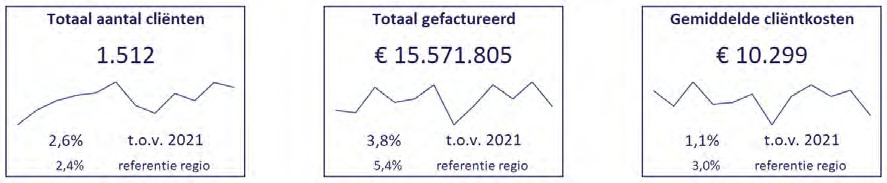 Totaal aantal cliënten
1.512
2,6% t.o.v. 2021
2,4% referentie regio
Totaal gefactureerd
€ 15.571.805
3,8% t.o.v. 2021
5,4% referentie regio
Gemiddelde cliëntkosten
€ 10.299
1,1% t.o.v. 2021
3,0% referentie regio